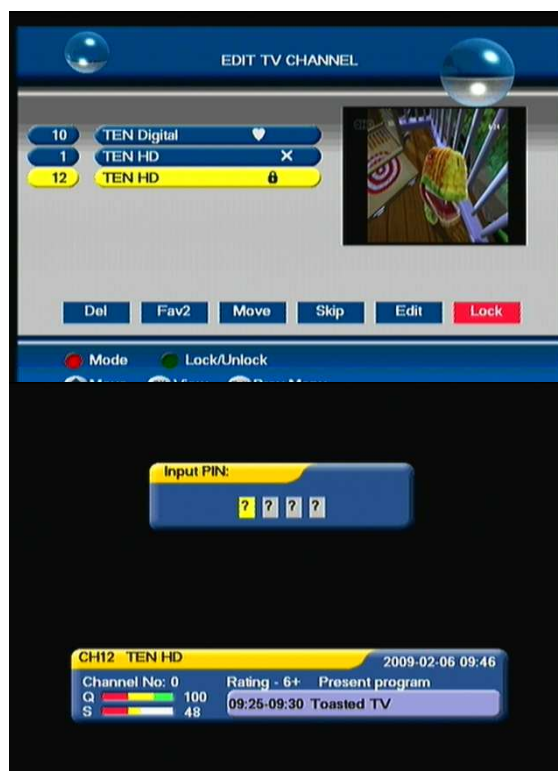 EDIT TV CHANNEL
10 TEN Digital
1 TEN HD
12 TEN HD
Del Fav2 Move Skip Edit Lock
Mode Lock/Unlock
Input PIN:
? ? ? ?
CH12 TEN HD 2009-02-06 09:46
Channel No: 0 Rating - 6+ Present program
Q 100
S 48
09:25-09:30 Toasted TV